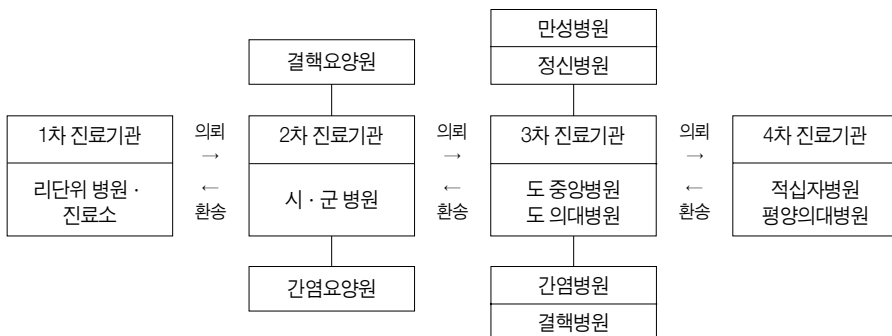 만성병원
정신병원
결핵요양원
1차 진료기관
의뢰
→
←
환송
2차 진료기관
의뢰
→
←
환송
3차 진료기관
의뢰
→
←
환송
4차 진료기관
리단위 병원 ·
진료소
시 · 군 병원
도 중앙병원
도 의대병원
적십자병원
평양의대병원
간염요양원
간염병원
결핵병원